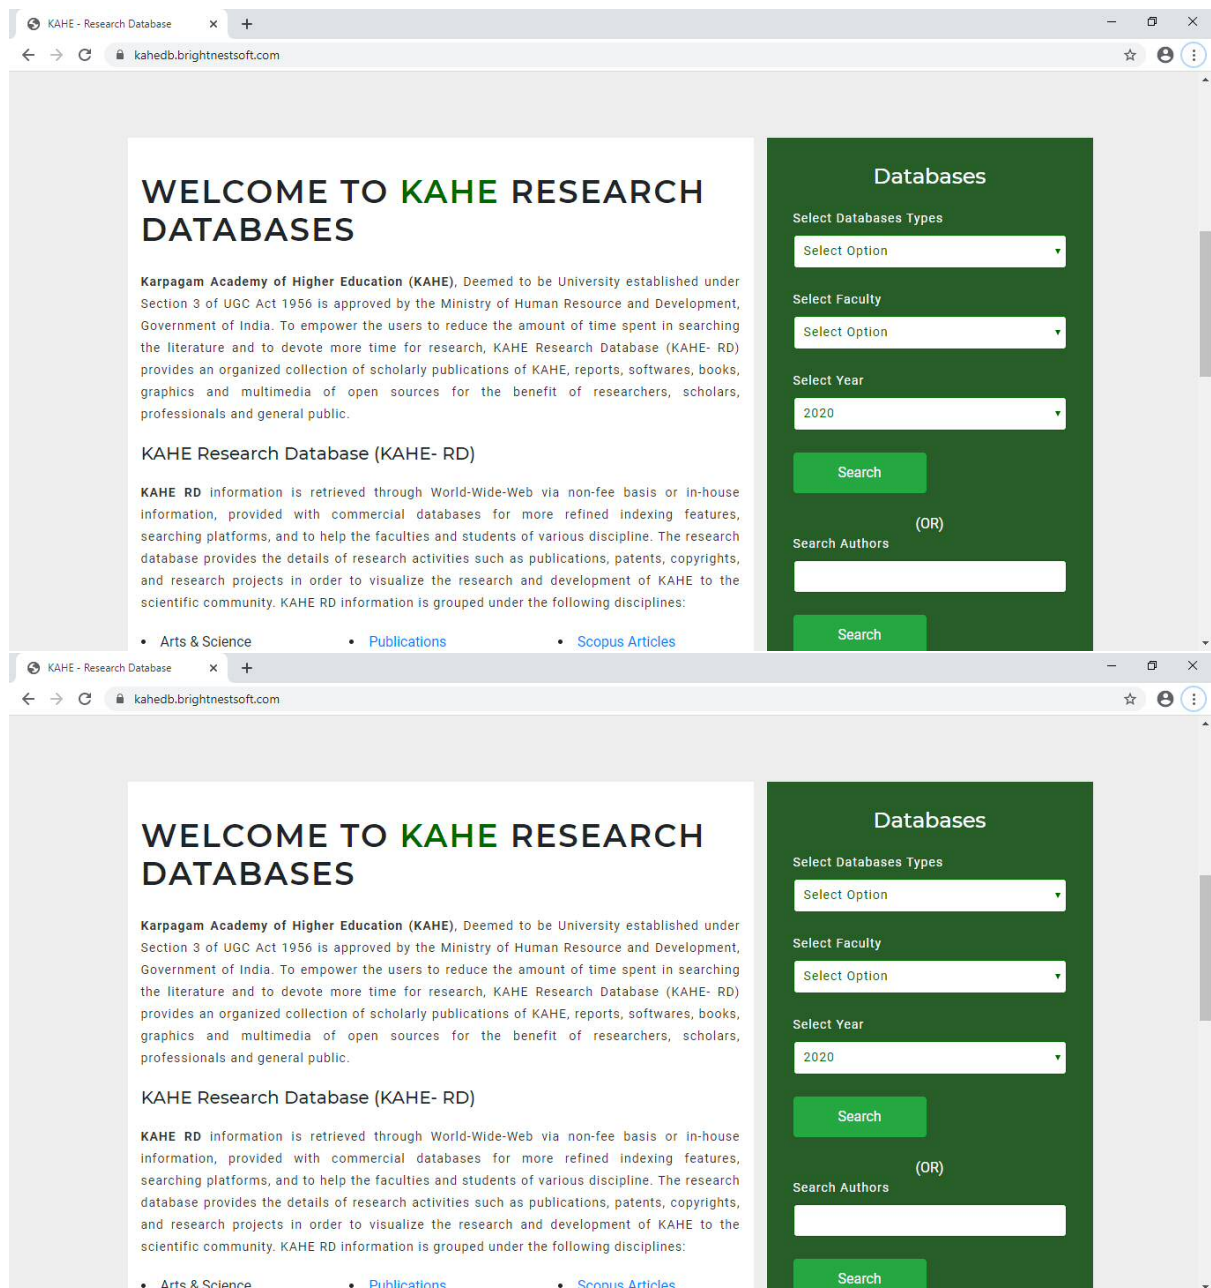 KAHE - Research Database
kahedb.brightnestsoft.com
WELCOME TO KAHE RESEARCH
DATABASES
Karpagam Academy of Higher Education (KAHE), Deemed to be University established under
Section 3 of UGC Act 1956 is approved by the Ministry of Human Resource and Development,
Government of India. To empower the users to reduce the amount of time spent in searching
the literature and to devote more time for research, KAHE Research Database (KAHE- RD)
provides an organized collection of scholarly publications of KAHE, reports, softwares, books,
graphics and multimedia of open sources for the benefit of researchers, scholars,
professionals and general public.
KAHE Research Database (KAHE- RD)
KAHE RD information is retrieved through World-Wide-Web via non-fee basis or in-house
information, provided with commercial databases for more refined indexing features,
searching platforms, and to help the faculties and students of various discipline. The research
database provides the details of research activities such as publications, patents, copyrights,
and research projects in order to visualize the research and development of KAHE to the
scientific community. KAHE RD information is grouped under the following disciplines:
• Arts & Science • Publications • Scopus Articles
Databases
Select Databases Types
Select Option
Select Faculty
Select Option
Select Year
2020
Search
(OR)
Search Authors
Search
KAHE - Research Database
kahedb.brightnestsoft.com
WELCOME TO KAHE RESEARCH
DATABASES
Karpagam Academy of Higher Education (KAHE), Deemed to be University established under
Section 3 of UGC Act 1956 is approved by the Ministry of Human Resource and Development,
Government of India. To empower the users to reduce the amount of time spent in searching
the literature and to devote more time for research, KAHE Research Database (KAHE- RD)
provides an organized collection of scholarly publications of KAHE, reports, softwares, books,
graphics and multimedia of open sources for the benefit of researchers, scholars,
professionals and general public.
KAHE Research Database (KAHE- RD)
KAHE RD information is retrieved through World-Wide-Web via non-fee basis or in-house
information, provided with commercial databases for more refined indexing features,
searching platforms, and to help the faculties and students of various discipline. The research
database provides the details of research activities such as publications, patents, copyrights,
and research projects in order to visualize the research and development of KAHE to the
scientific community. KAHE RD information is grouped under the following disciplines:
• Arts & Science • Publications • Scopus Articles
Databases
Select Databases Types
Select Option
Select Faculty
Select Option
Select Year
2020
Search
(OR)
Search Authors
Search